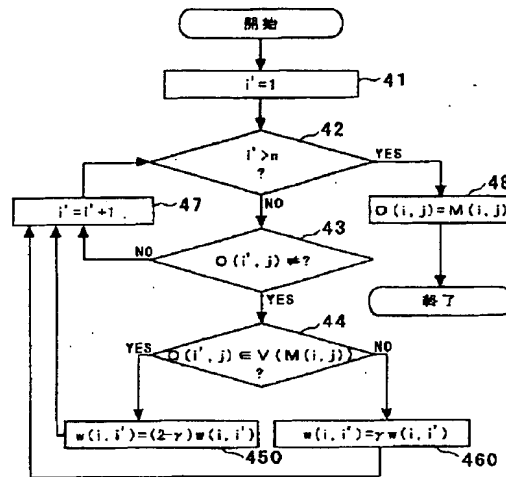 開始
i'=1
41
42
i'>n
?
YES
NO
48
O(i,j)=M(i,j)
47
i'=i'+1
43
O(i',j)≠?
NO
YES
終了
44
YES
O(i',j)∈V(M(i,j))
?
NO
w(i,i')=(2-γ)w(i,i')
w(i,i')=γw(i,i')
450
460